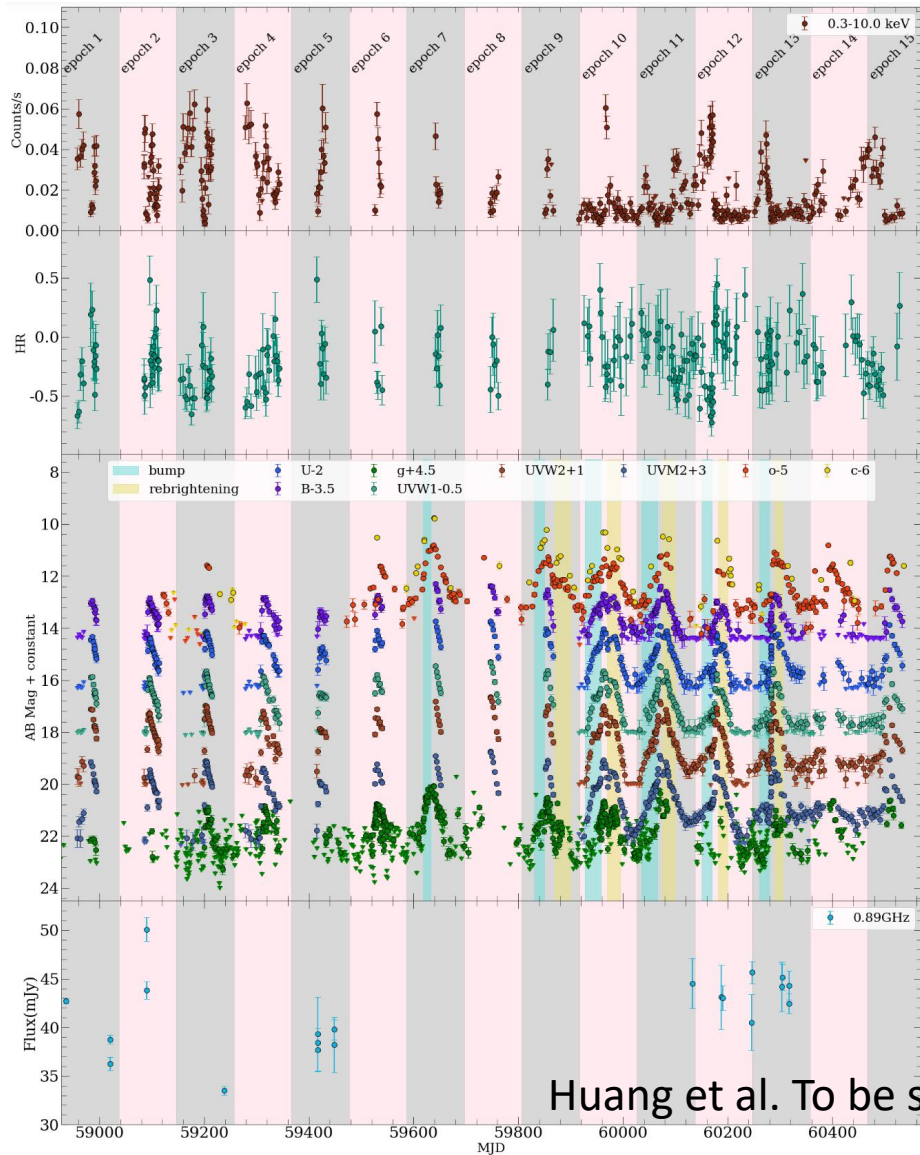 0.3-10.0 keV
epoch 1
epoch 2
epoch 3
epoch 4
epoch 5
epoch 6
epoch 7
epoch 8
epoch 9
epoch 10
epoch 11
epoch 12
epoch 13
epoch 14
epoch 15
0.10
0.08
0.06
0.04
0.02
0.00
Counts/s
0.5
0.0
-0.5
HR
bump
rebrightening
U-2
B-3.5
g+4.5
UVW1-0.5
UVW2+1
UVM2+3
o-5
c-6
8
10
12
14
16
18
20
22
24
AB Mag + constant
0.89GHz
50
45
40
35
30
Flux(mJy)
Huang et al. To be s
59000
59200
59400
59600
59800
60000
60200
60400
MJD